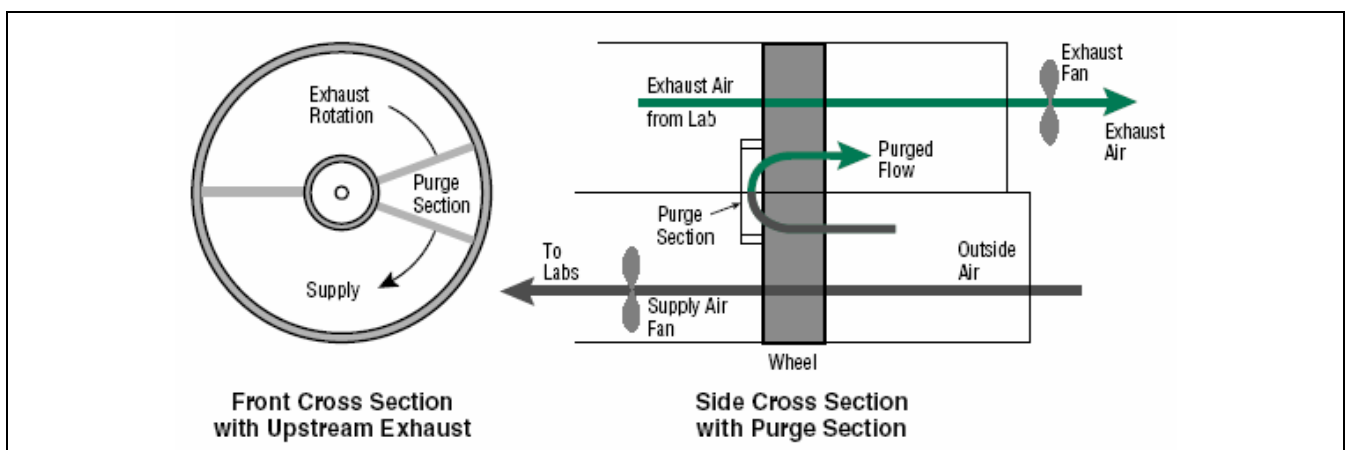 Exhaust
Rotation
Purge
Section
Supply
Front Cross Section
with Upstream Exhaust
Exhaust Air
from Lab
Exhaust
Fan
Exhaust
Air
Purged
Flow
Purge
Section
To
Labs
Outside
Air
Supply Air
Fan
Wheel
Side Cross Section
with Purge Section